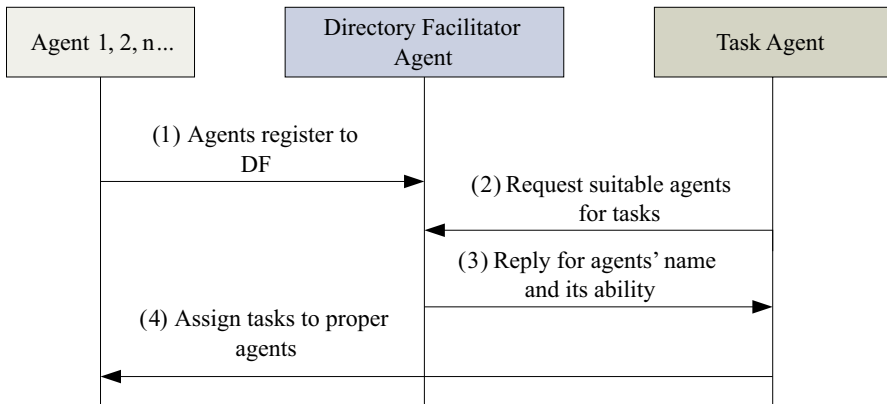 Agent 1, 2, n...
Directory Facilitator
Agent
Task Agent
(1) Agents register to
DF
(2) Request suitable agents
for tasks
(3) Reply for agents’ name
and its ability
(4) Assign tasks to proper
agents